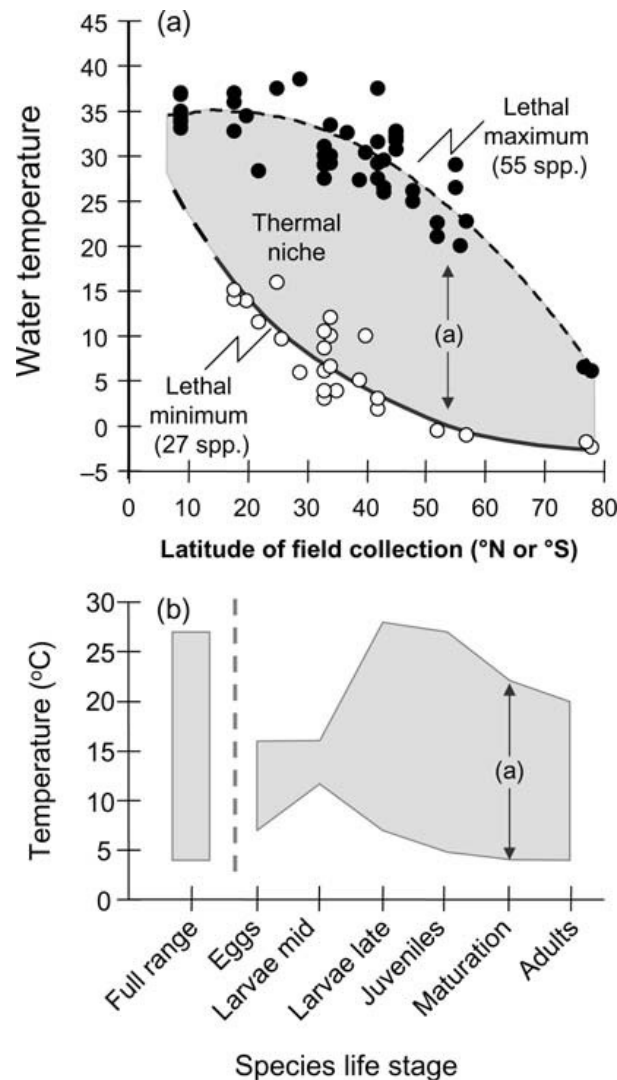 (a)
45
40
35
30
25
20
15
10
5
0
–5
Water temperature
Lethal
maximum
(55 spp.)
Thermal
niche
(a)
Lethal
minimum
(27 spp.)
0 10 20 30 40 50 60 70 80
Latitude of field collection (°N or °S)
(b)
30
25
20
15
10
5
0
Temperature (°C)
(a)
Full range
Eggs
Larvae mid
Larvae late
Juveniles
Maturation
Adults
Species life stage